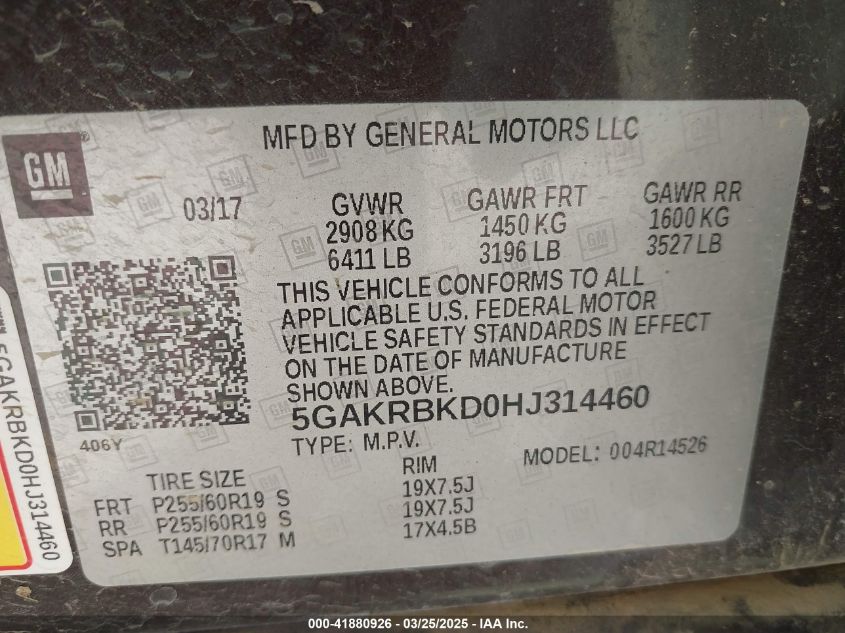 GM
MFD BY GENERAL MOTORS LLC
03/17
GVWR
2908 KG
6411 LB
GAWR FRT
1450 KG
3196 LB
GAWR RR
1600 KG
3527 LB
THIS VEHICLE CONFORMS TO ALL
APPLICABLE U.S. FEDERAL MOTOR
VEHICLE SAFETY STANDARDS IN EFFECT
ON THE DATE OF MANUFACTURE
SHOWN ABOVE.
5GAKRBKD0HJ314460
TYPE: M.P.V.
MODEL: 004R14526
406Y
TIRE SIZE
RIM
FRT P255/60R19 S 19X7.5J
RR P255/60R19 S 19X7.5J
SPA T145/70R17 M 17X4.5B
5GAKRBKD0HJ314460
000-41880926 - 03/25/2025 - IAA Inc.